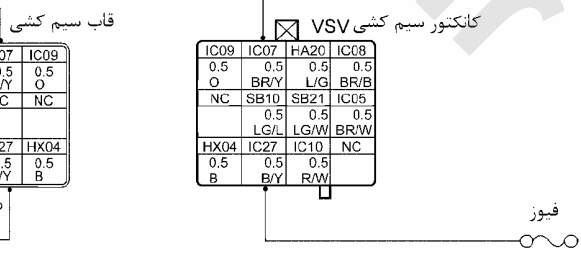 قاب سیم کشی
کانکتور سیم کشی VSV
07 IC09
0.5 0.5
/Y O
C NC
27 HX04
.5 0.5
/Y B
IC09 IC07 HA20 IC08
0.5 0.5 0.5 0.5
O BR/Y L/G BR/B
NC SB10 SB21 IC05
0.5 0.5 0.5
LG/L LG/W BR/W
HX04 IC27 IC10 NC
0.5 0.5 0.5
B B/Y R/W
فیوز